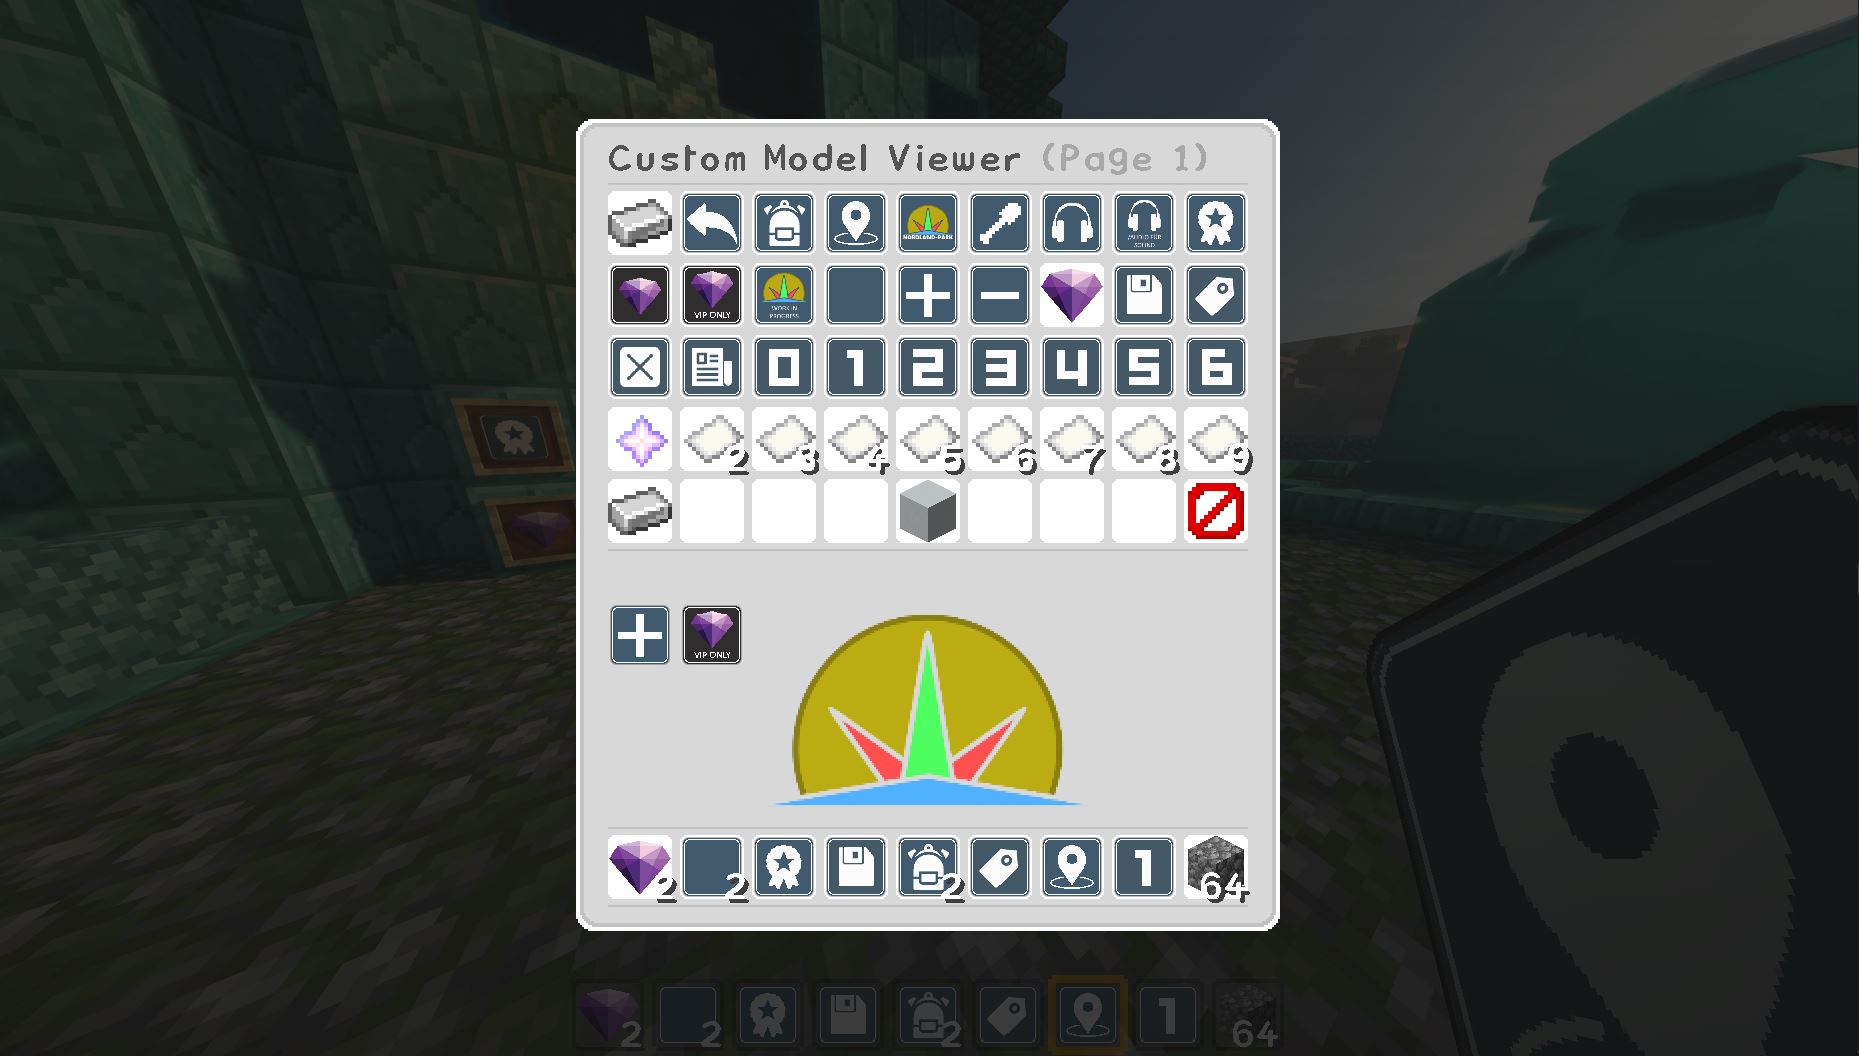 Custom Model Viewer (Page 1)
NORDLAND-PARK
/AUDIO FÜR
SOUND
VIP ONLY
WORK IN
PROGRESS
0 1 2 3 4 5 6
2 3 4 5 6 7 8 9
VIP ONLY
2 2 2 1 64
2 2 2 1 64